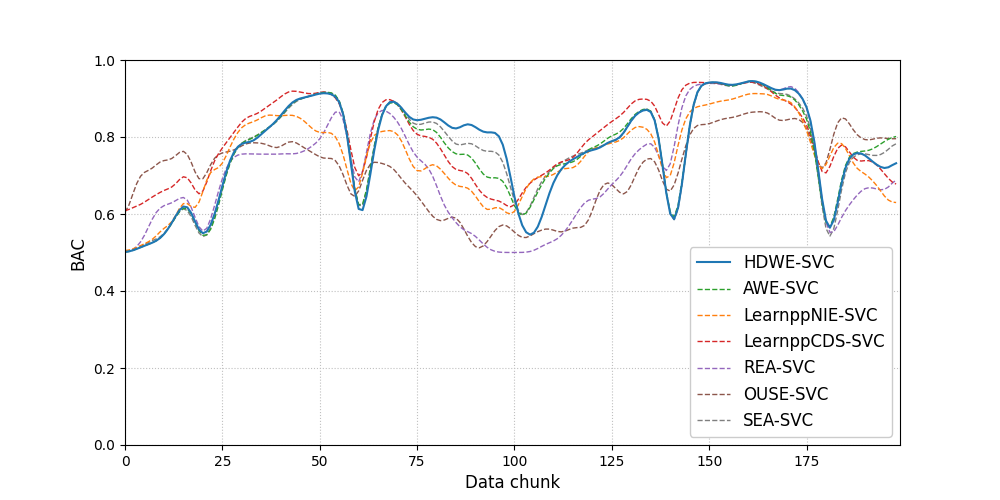 1.0
0.8
0.6
0.4
0.2
0.0
BAC
0 25 50 75 100 125 150 175
Data chunk
HDWE-SVC
AWE-SVC
LearnppNIE-SVC
LearnppCDS-SVC
REA-SVC
OUSE-SVC
SEA-SVC